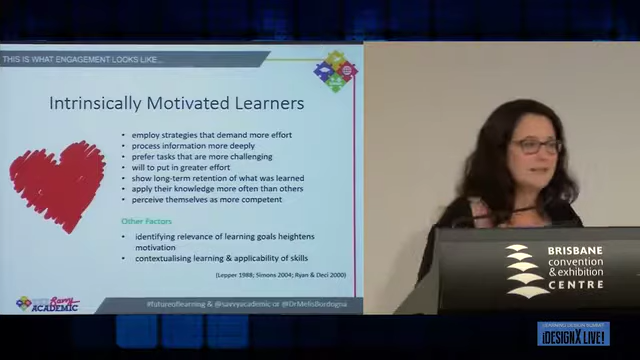 THIS IS WHAT ENGAGEMENT LOOKS LIKE...
Intrinsically Motivated Learners
• employ strategies that demand more effort
• process information more deeply
• prefer tasks that are more challenging
• will to put in greater effort
• show long-term retention of what was learned
• apply their knowledge more often than others
• perceive themselves as more competent
Other Factors
• identifying relevance of learning goals heightens
motivation
• contextualising learning & applicability of skills
(Lepper 1988; Simons 2004; Ryan & Deci 2000)
Savvy
ACADEMIC
#futureoflearning & @savvyacademic or @DrMelisBordogna
BRISBANE
convention
& exhibition
CENTRE
LEARNING DESIGN SUMMIT
iDESIGNX LIVE!